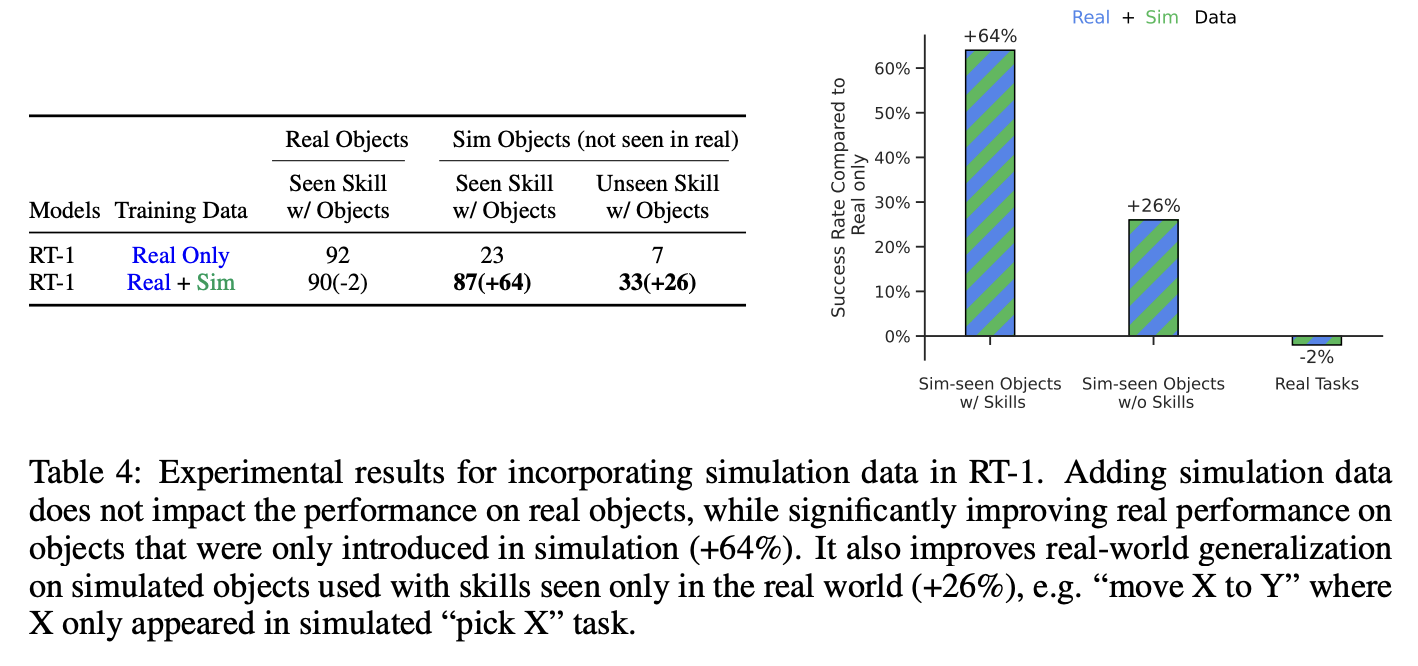 Real Objects Sim Objects (not seen in real)
Seen Skill Seen Skill Unseen Skill
Models Training Data w/ Objects w/ Objects w/ Objects
RT-1 Real Only 92 23 7
RT-1 Real + Sim 90(-2) 87(+64) 33(+26)
Real + Sim Data
Success Rate Compared to
Real only
60%
50%
40%
30%
20%
10%
0%
+64%
+26%
-2%
Sim-seen Objects
w/ Skills
Sim-seen Objects
w/o Skills
Real Tasks
Table 4: Experimental results for incorporating simulation data in RT-1. Adding simulation data
does not impact the performance on real objects, while significantly improving real performance on
objects that were only introduced in simulation (+64%). It also improves real-world generalization
on simulated objects used with skills seen only in the real world (+26%), e.g. “move X to Y” where
X only appeared in simulated “pick X” task.